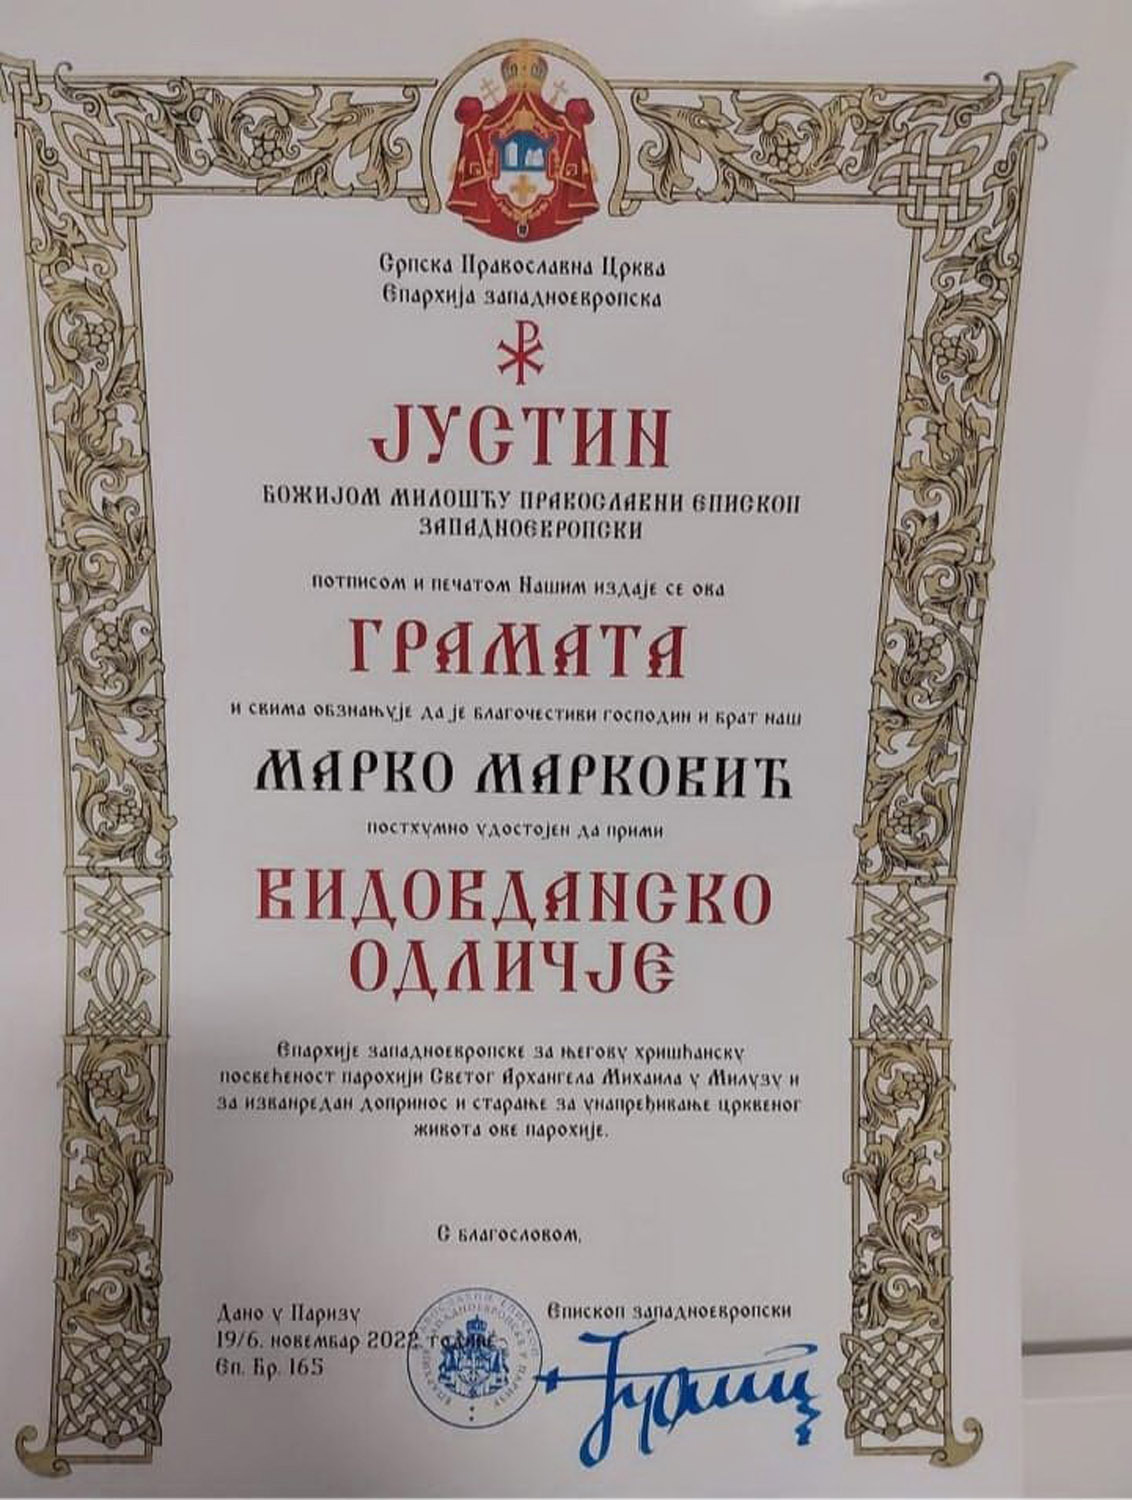 Српска Православна Црква
Епархија западноевропска
ЈУСТИН
БОЖИЈОМ МИЛОШЋУ ПРАВОСЛАВНИ ЕПИСКОП
ЗАПАДНОЕВРОПСКИ
потписом и печатом Нашим издаје се ова
ГРАМАТА
и свима обзнањује да је благочестиви господин и брат наш
МАРКО МАРКОВИЋ
постхумно удостојен да прими
ВИДОВДАНСКО
ОДЛИЧЈЕ
Епархије западноевропске за његову хришћанску
посвећеност парохији Светог Архангела Михаила у Милузу и
за изванредан допринос и старање за унапређивање црквеног
живота ове парохије.
С благословом,
Дано у Паризу
19/6. новембар 2022. године
Еп. Бр. 165
Епископ западноевропски